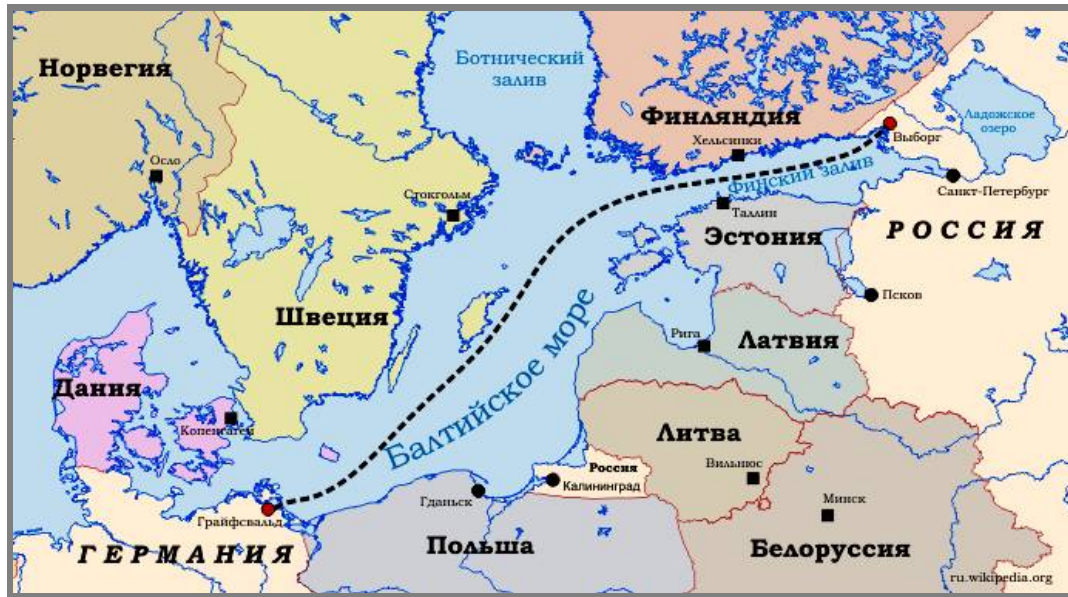 Норвегия
Ботнический
залив
Финляндия
Ладожское
озеро
Хельсинки
Выборг
Осло
Стокгольм
Финский залив
Санкт-Петербург
Таллин
Эстония
РОССИЯ
Псков
Швеция
Балтийское море
Рига
Латвия
Дания
Копенгаген
Литва
Россия
Калининград
Вильнюс
Гданьск
Минск
Грайфсвальд
ГЕРМАНИЯ
Польша
Белоруссия
ru.wikipedia.org